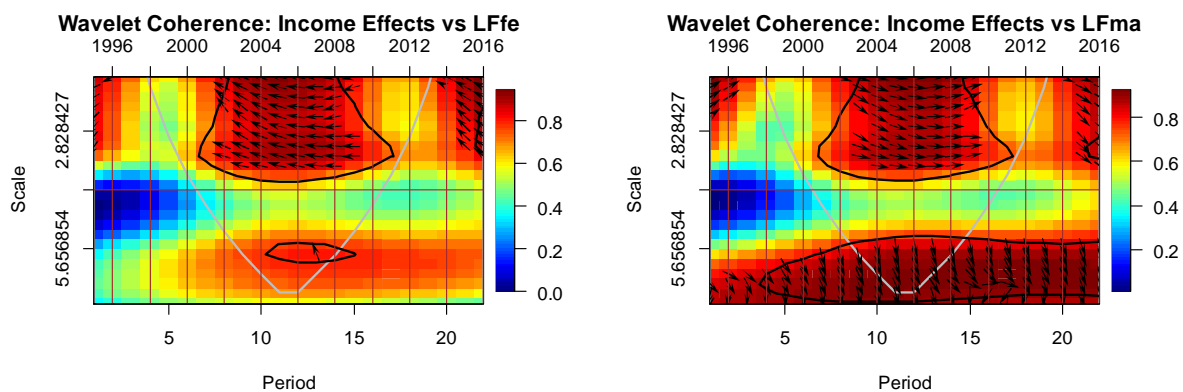 Wavelet Coherence: Income Effects vs LFfe
1996 2000 2004 2008 2012 2016
Scale
2.828427
5.656854
0.8
0.6
0.4
0.2
0.0
5 10 15 20
Period
Wavelet Coherence: Income Effects vs LFma
1996 2000 2004 2008 2012 2016
Scale
2.828427
5.656854
0.8
0.6
0.4
0.2
5 10 15 20
Period